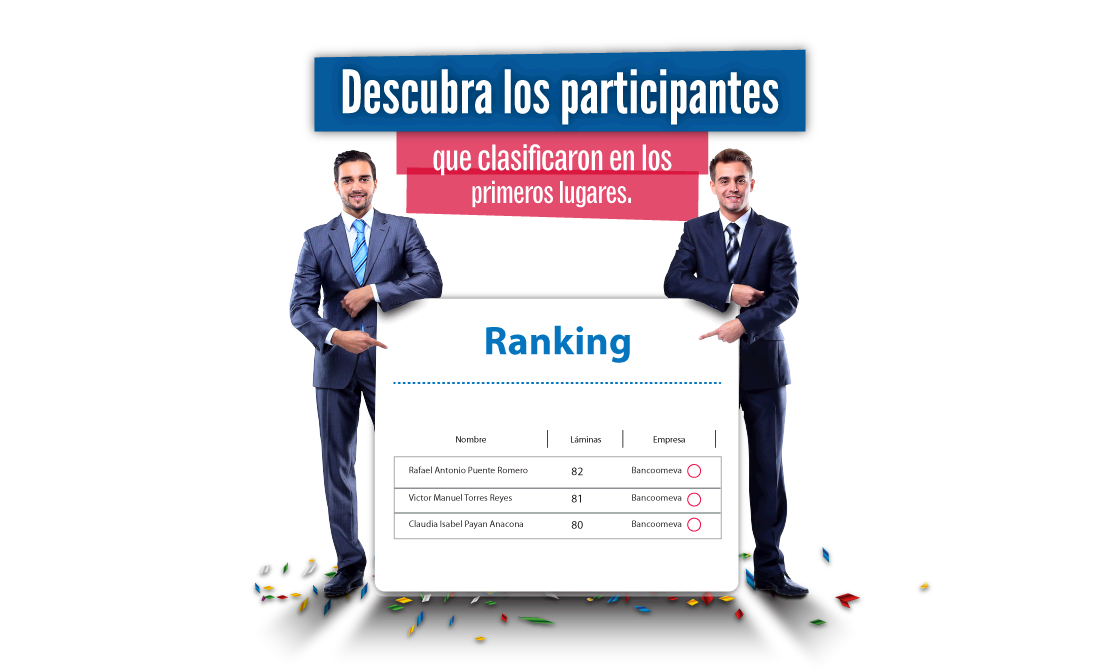 Descubra los participantes
que clasificaron en los
primeros lugares.
Ranking
Nombre Láminas Empresa
Rafael Antonio Puente Romero 82 Bancoomeva
Victor Manuel Torres Reyes 81 Bancoomeva
Claudia Isabel Payan Anacona 80 Bancoomeva